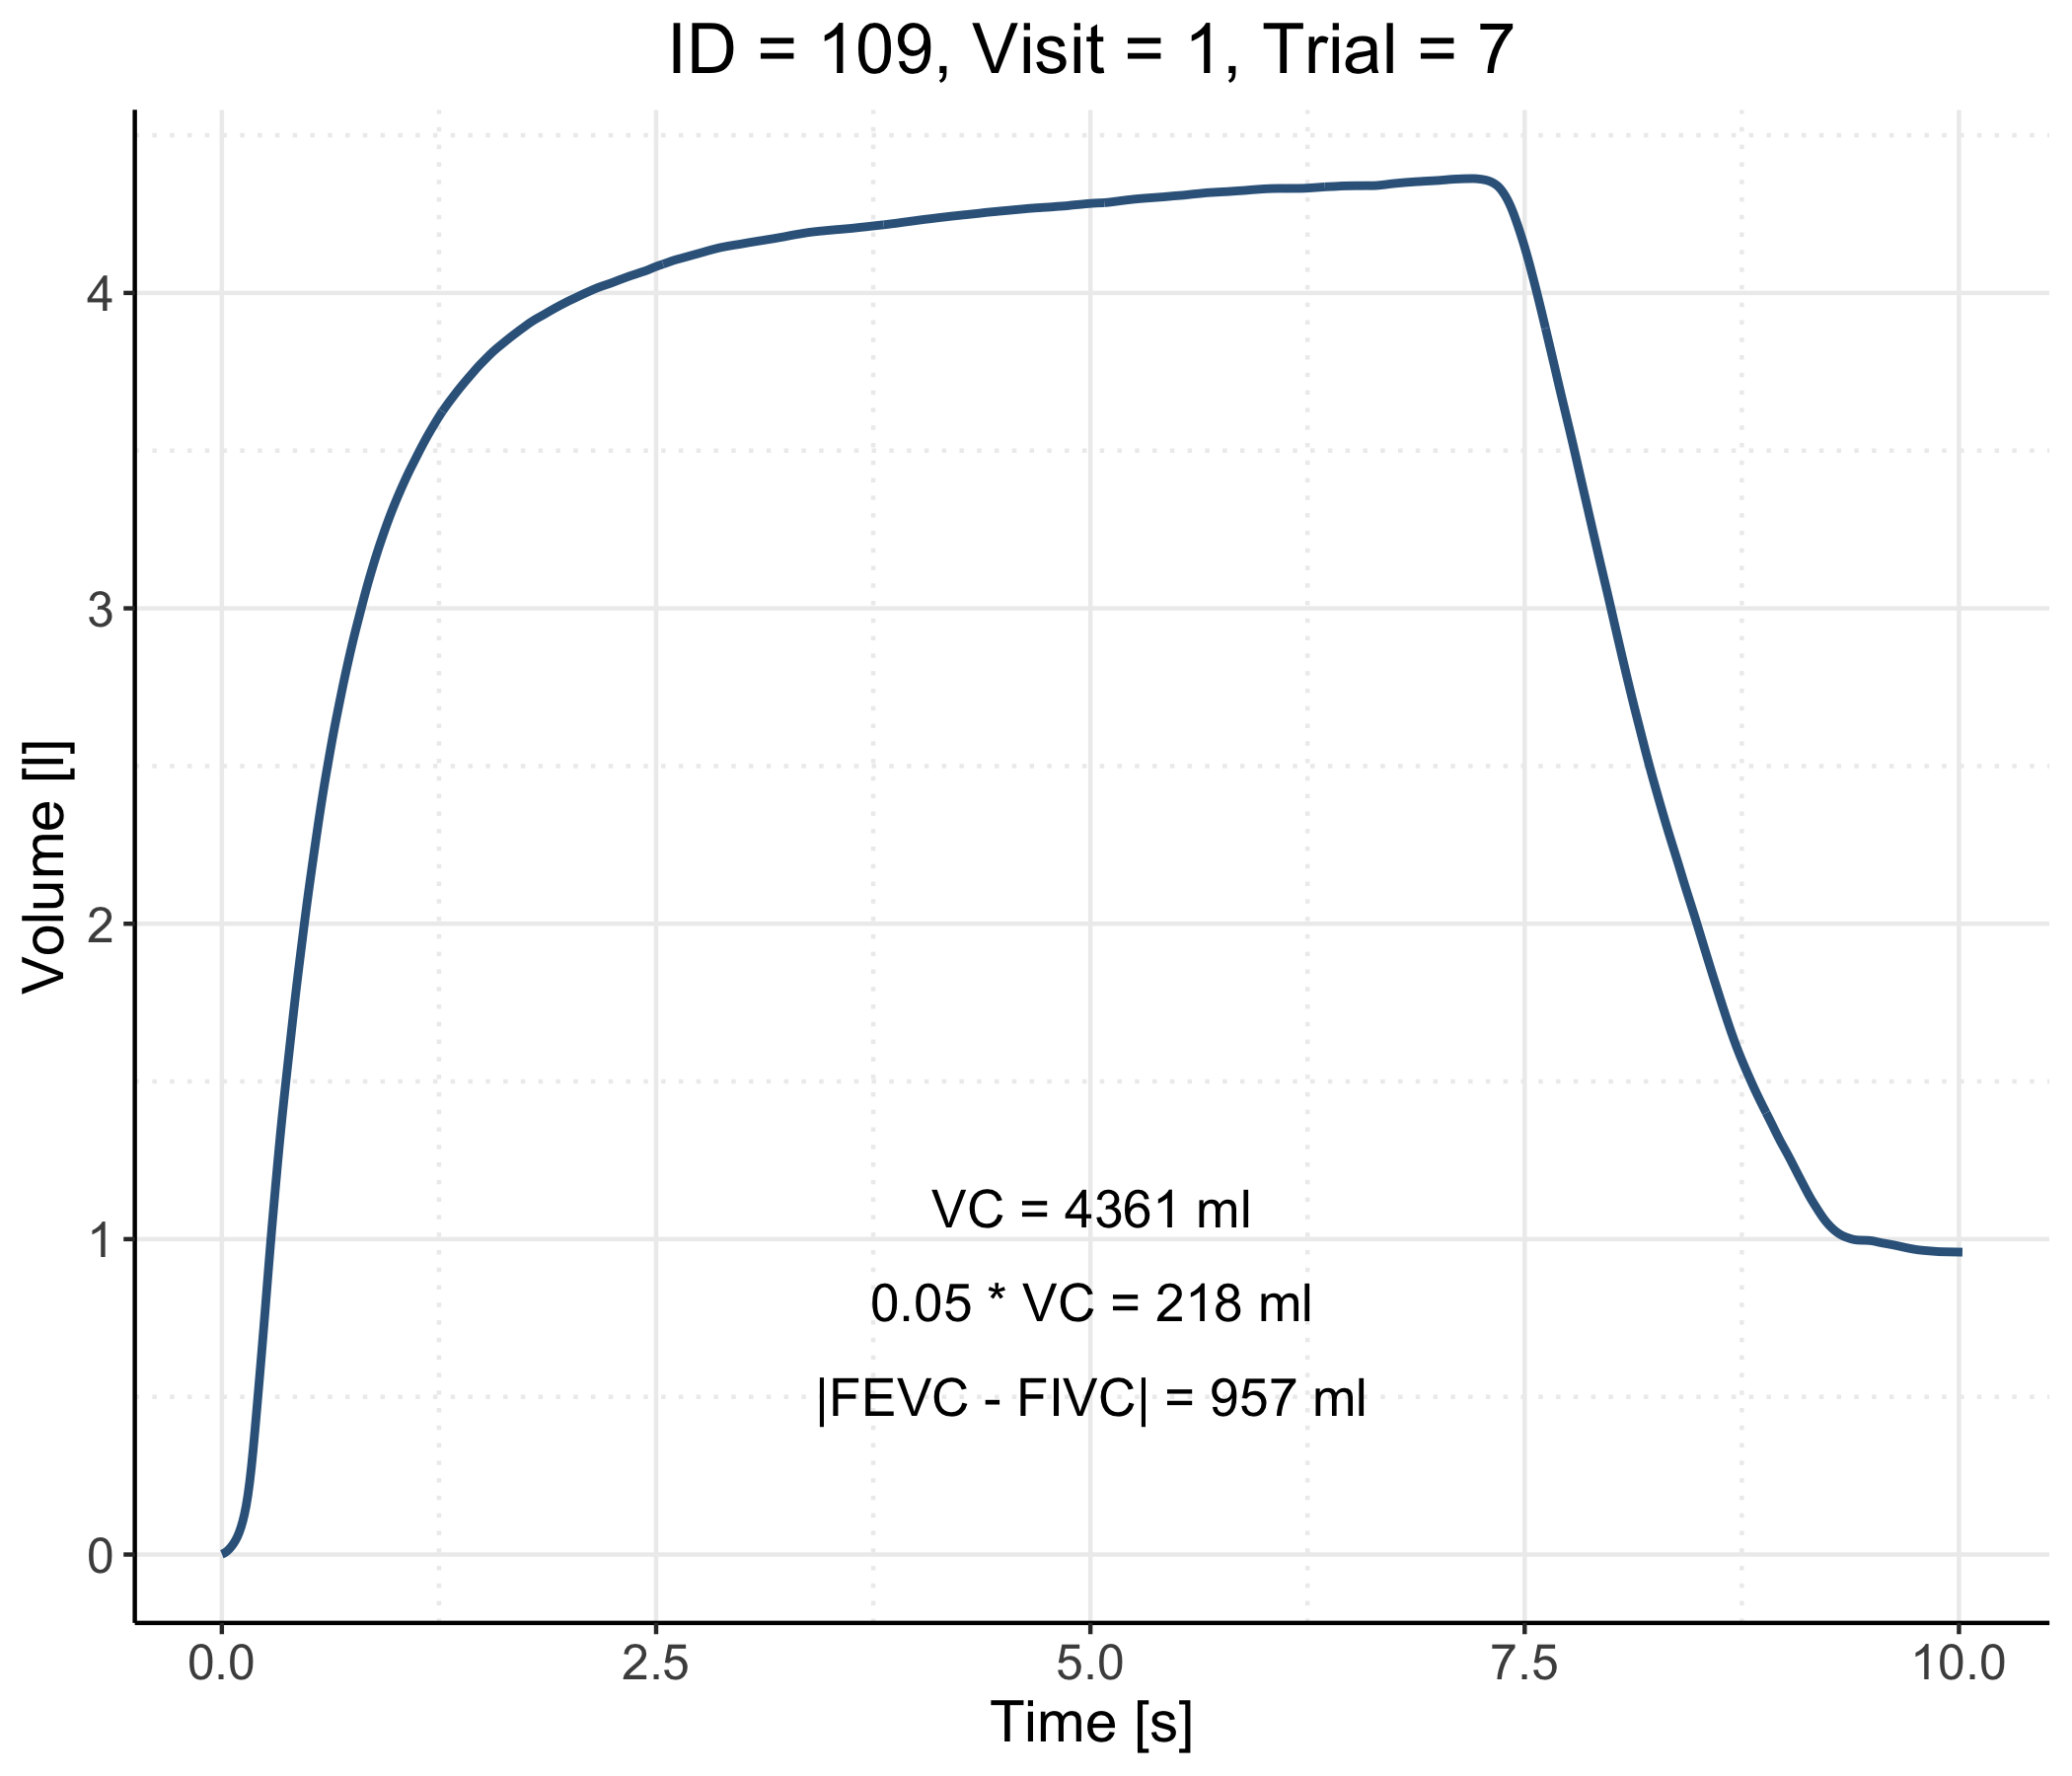 ID = 109, Visit = 1, Trial = 7
Volume [l]
4
3
2
1
0
VC = 4361 ml
0.05 * VC = 218 ml
|FEVC - FIVC| = 957 ml
0.0 2.5 5.0 7.5 10.0
Time [s]